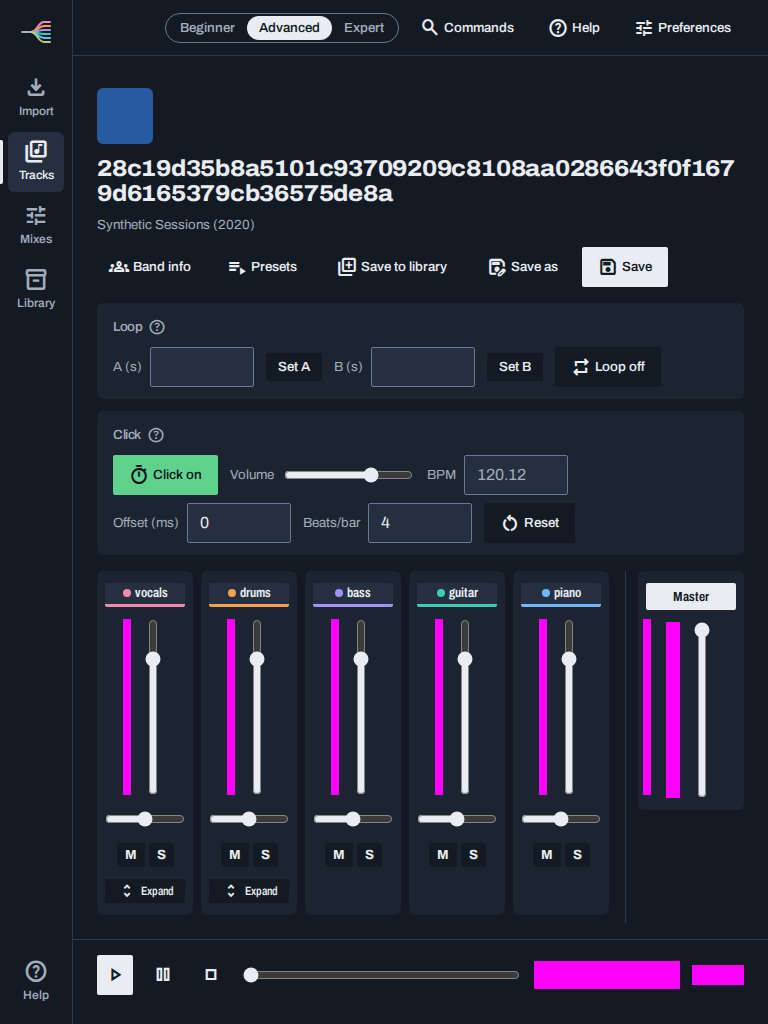 Beginner Advanced Expert Commands Help Preferences
Import
Tracks
Mixes
Library
28c19d35b8a5101c93709209c8108aa0286643f0f167
9d6165379cb36575de8a
Synthetic Sessions (2020)
Band info Presets Save to library Save as Save
Loop ?
A (s) Set A B (s) Set B Loop off
Click ?
Click on Volume BPM 120.12
Offset (ms) 0 Beats/bar 4 Reset
vocals drums bass guitar piano Master
M S M S M S M S M S
Expand Expand
Help